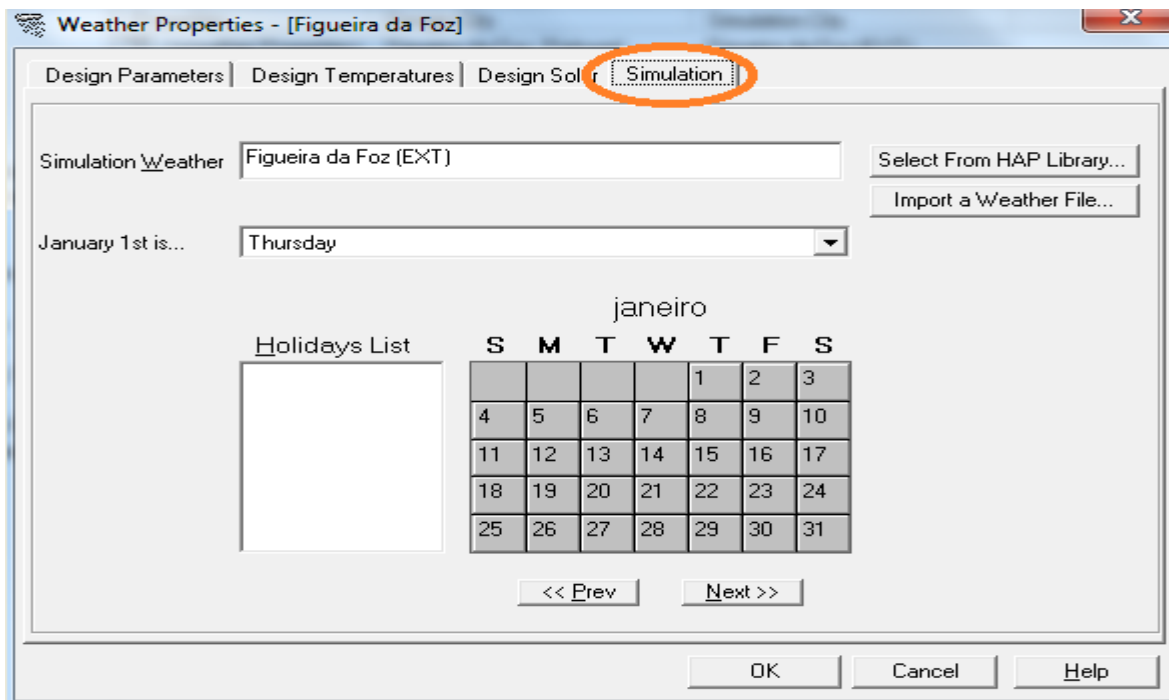 Weather Properties - [Figueira da Foz]
Design Parameters Design Temperatures Design Solar Simulation
Simulation Weather Figueira da Foz (EXT) Select From HAP Library...
Import a Weather File...
January 1st is... Thursday
janeiro
Holidays List S M T W T F S
1 2 3
4 5 6 7 8 9 10
11 12 13 14 15 16 17
18 19 20 21 22 23 24
25 26 27 28 29 30 31
<< Prev Next >>
OK Cancel Help